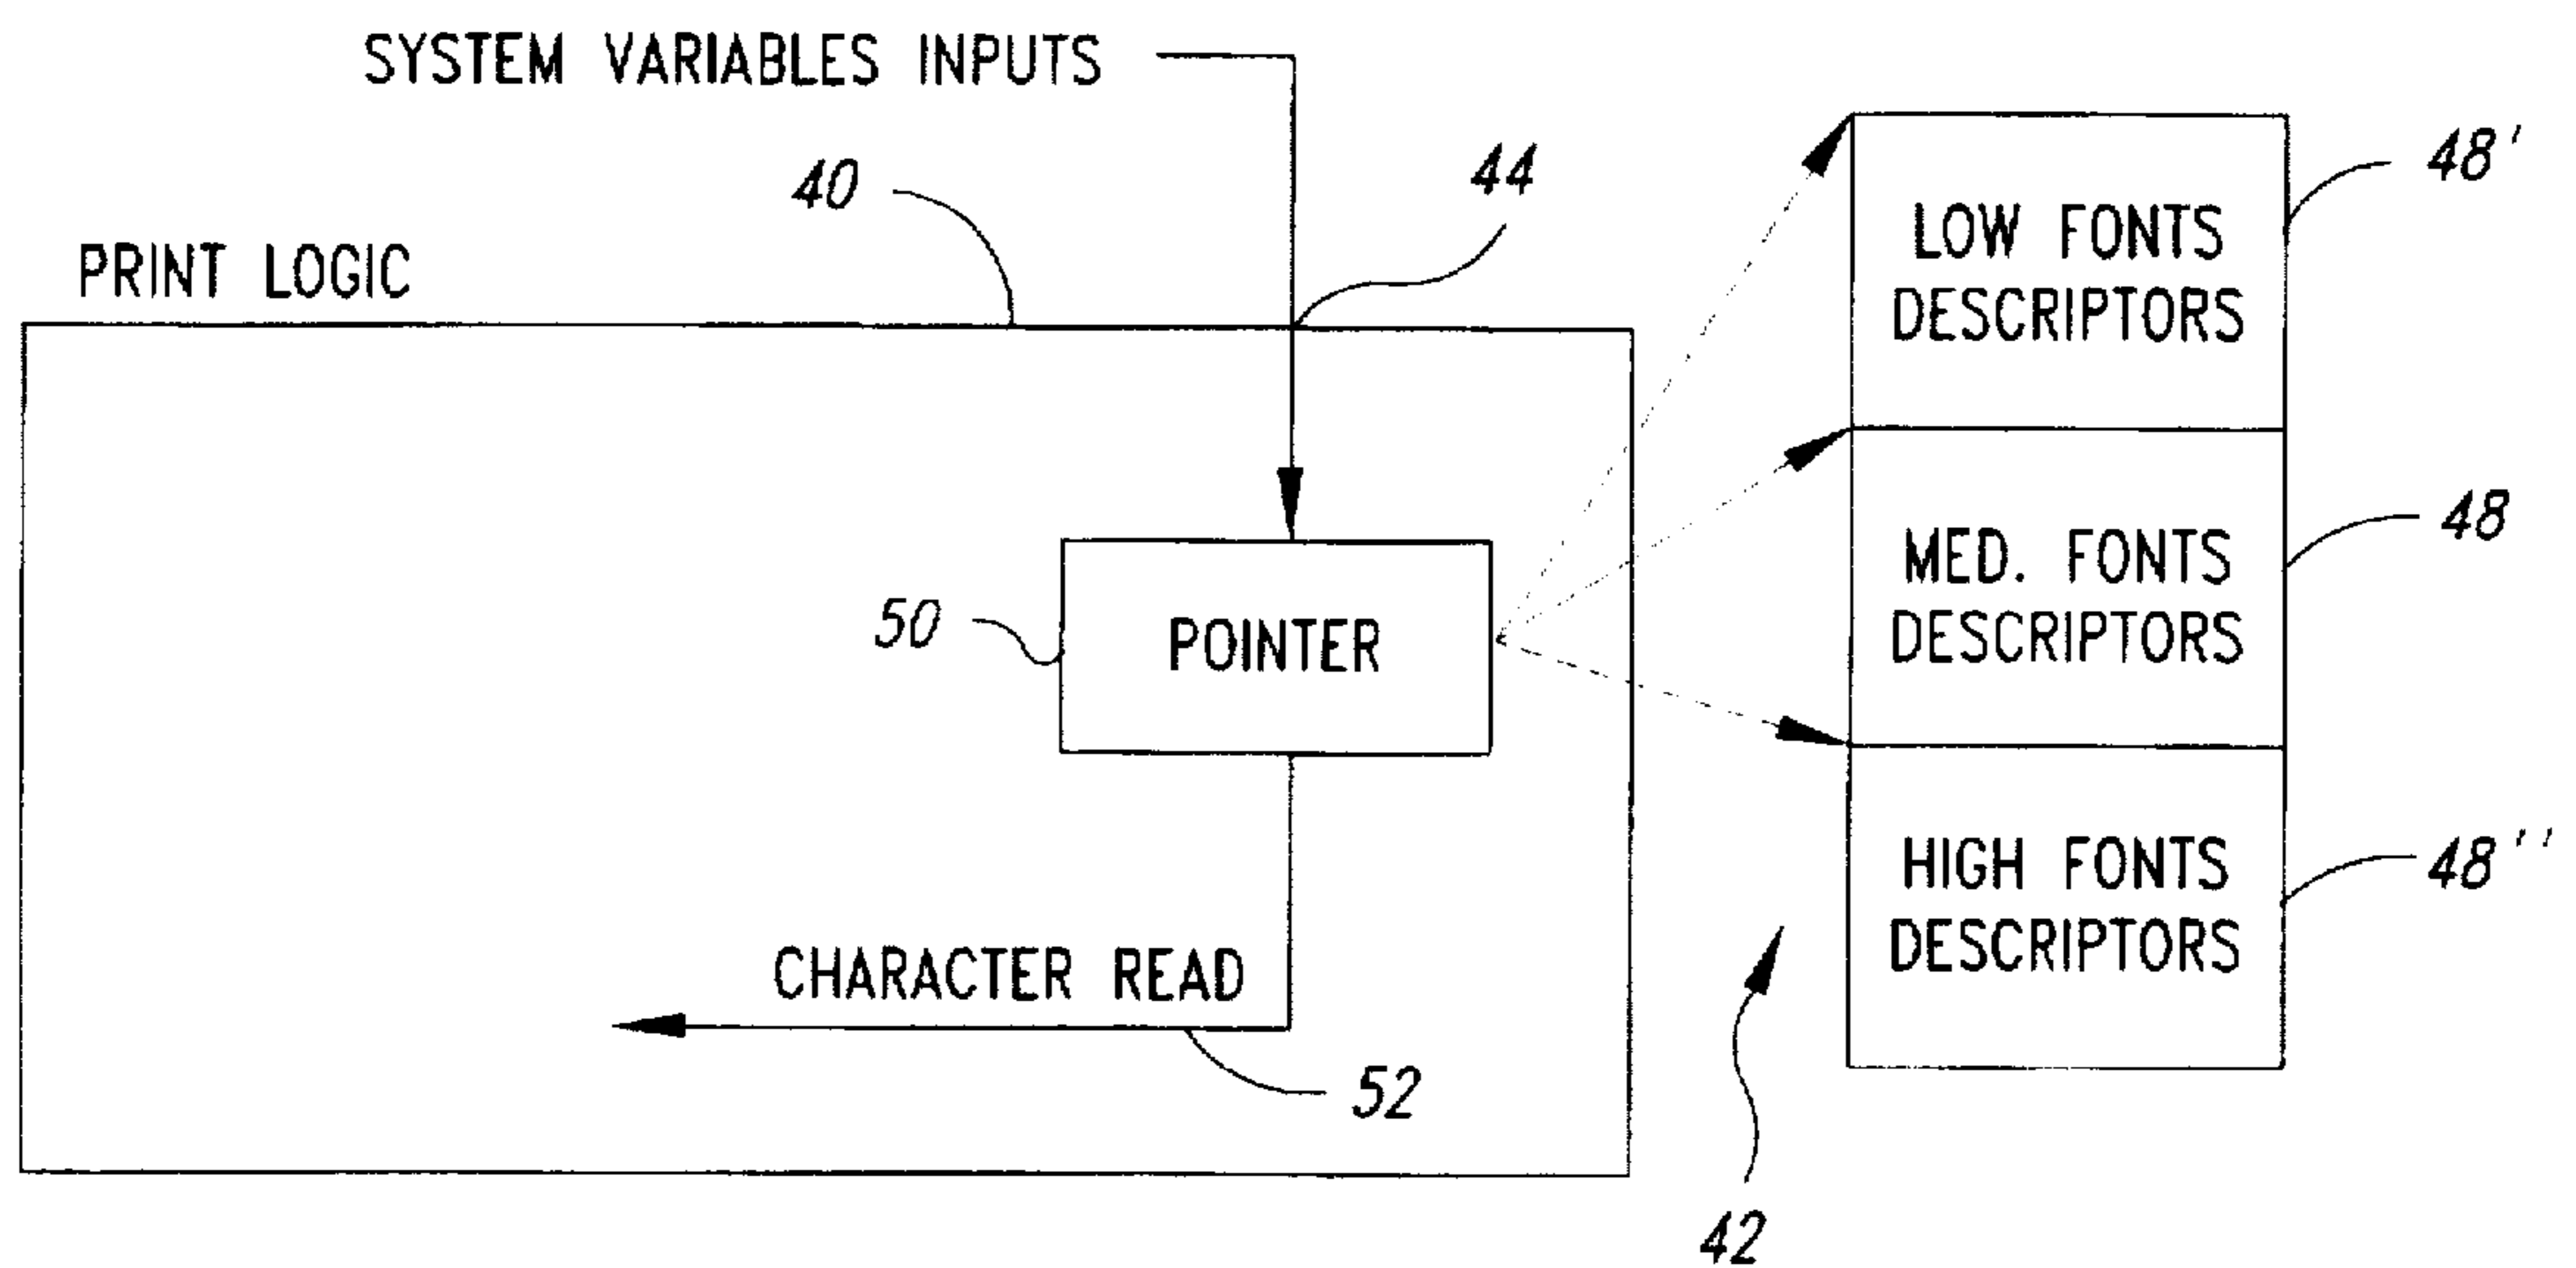 SYSTEM VARIABLES INPUTS
40
44
48'
PRINT LOGIC
LOW FONTS
DESCRIPTORS
48
MED. FONTS
DESCRIPTORS
50
POINTER
48''
HIGH FONTS
DESCRIPTORS
CHARACTER READ
52
42